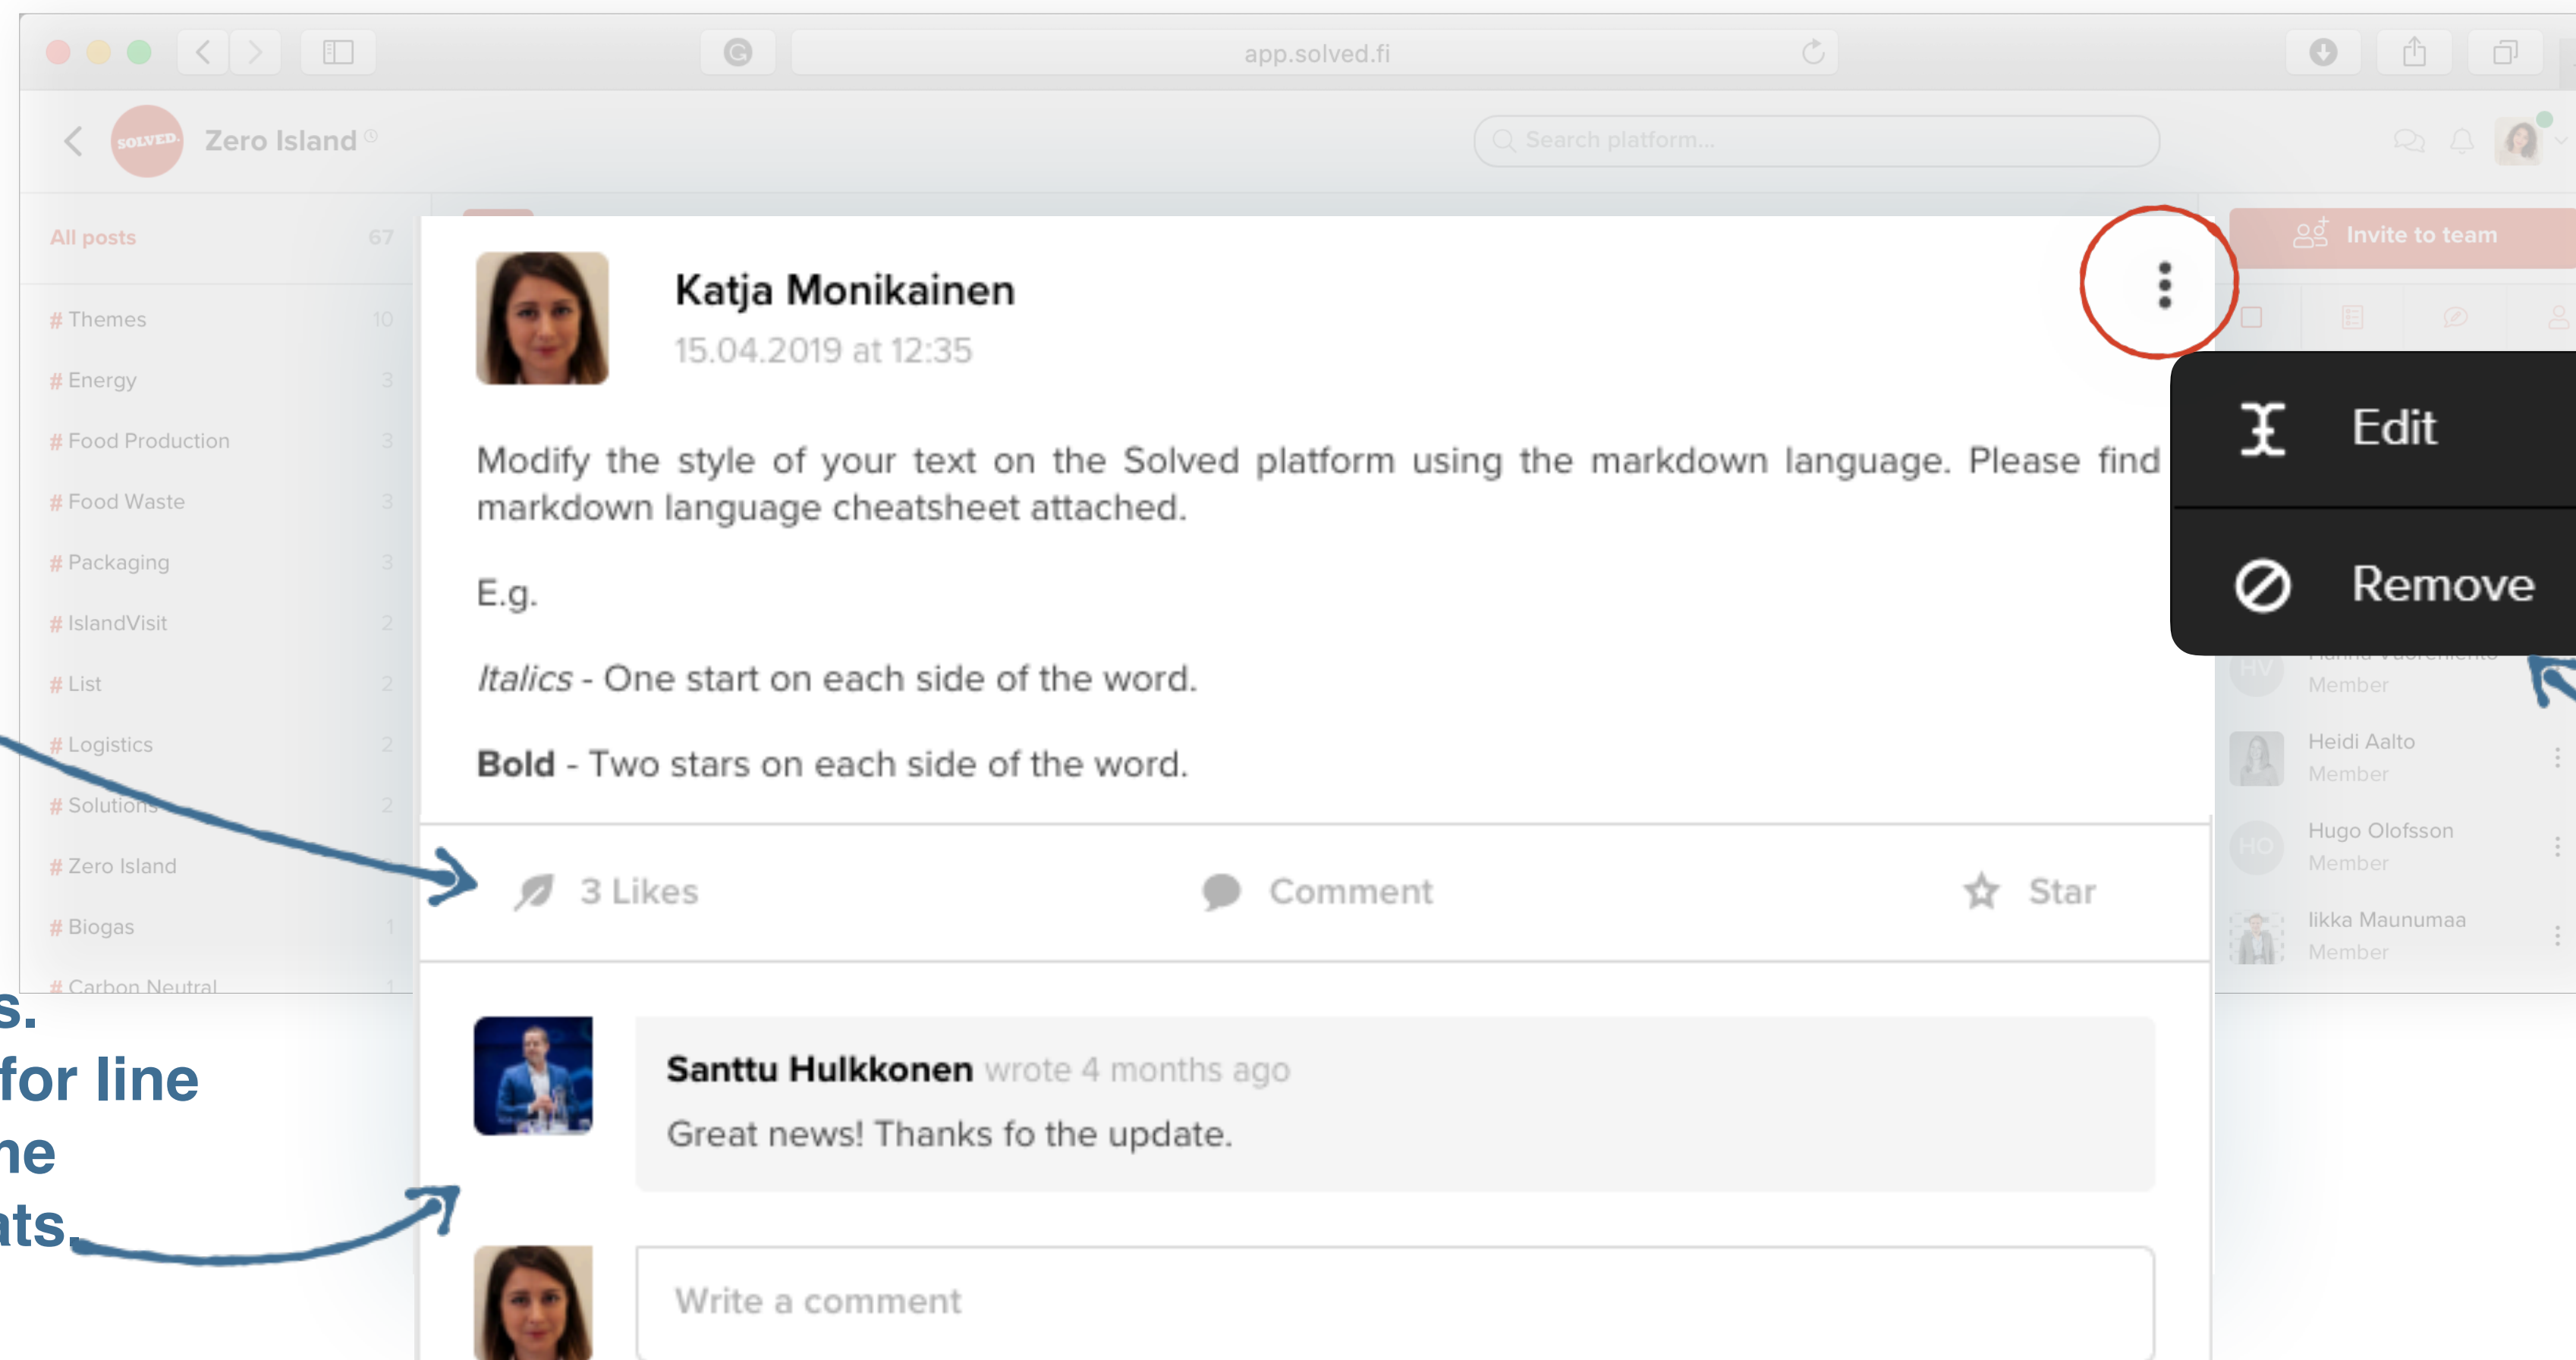 app.solved.fi
SOLVED.
Zero Island
Search platform...
All posts 67
# Themes 10
# Energy 3
# Food Production 3
# Food Waste 3
# Packaging 3
# IslandVisit 2
# List 2
# Logistics 2
# Solutions 2
# Zero Island
# Biogas 1
# Carbon Neutral 1
s.
for line
ne
ats.
Katja Monikainen
15.04.2019 at 12:35
Modify the style of your text on the Solved platform using the markdown language. Please find
markdown language cheatsheet attached.
E.g.
Italics - One start on each side of the word.
Bold - Two stars on each side of the word.
3 Likes Comment Star
Santtu Hulkkonen wrote 4 months ago
Great news! Thanks fo the update.
Write a comment
Invite to team
Edit
Remove
HV
Member
Heidi Aalto
Member
HO
Hugo Olofsson
Member
Iikka Maunumaa
Member